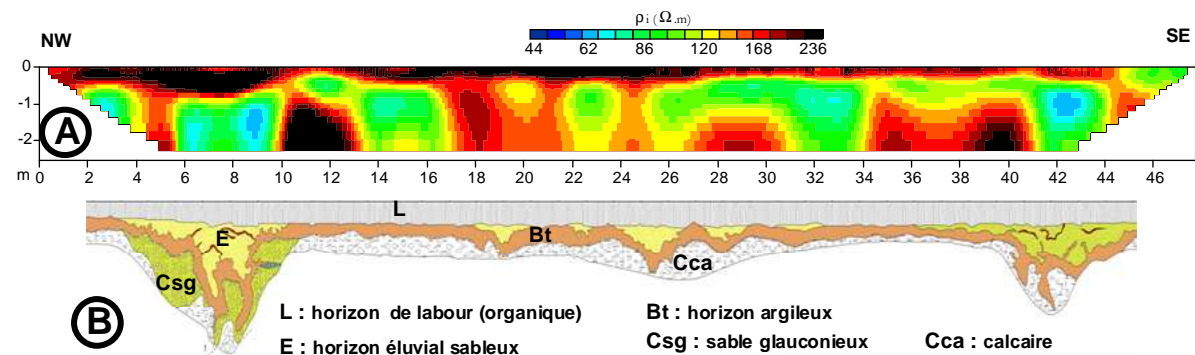 ρi (Ω.m)
44 62 86 120 168 236
NW
SE
0
-1
-2
A
m 0 2 4 6 8 10 12 14 16 18 20 22 24 26 28 30 32 34 36 38 40 42 44 46
L
E
Bt
Csg
Cca
B
L : horizon de labour (organique)
Bt : horizon argileux
E : horizon éluvial sableux
Csg : sable glauconieux
Cca : calcaire